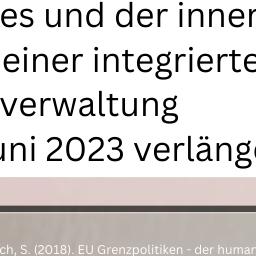 es und der inner
einer integrierte
verwaltung
uni 2023 verlänge
ch, S. (2018). EU Grenzpolitiken - der human